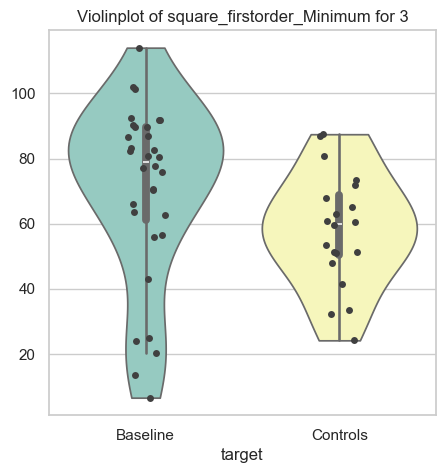 Violinplot of square_firstorder_Minimum for 3
100
80
60
40
20
Baseline Controls
target